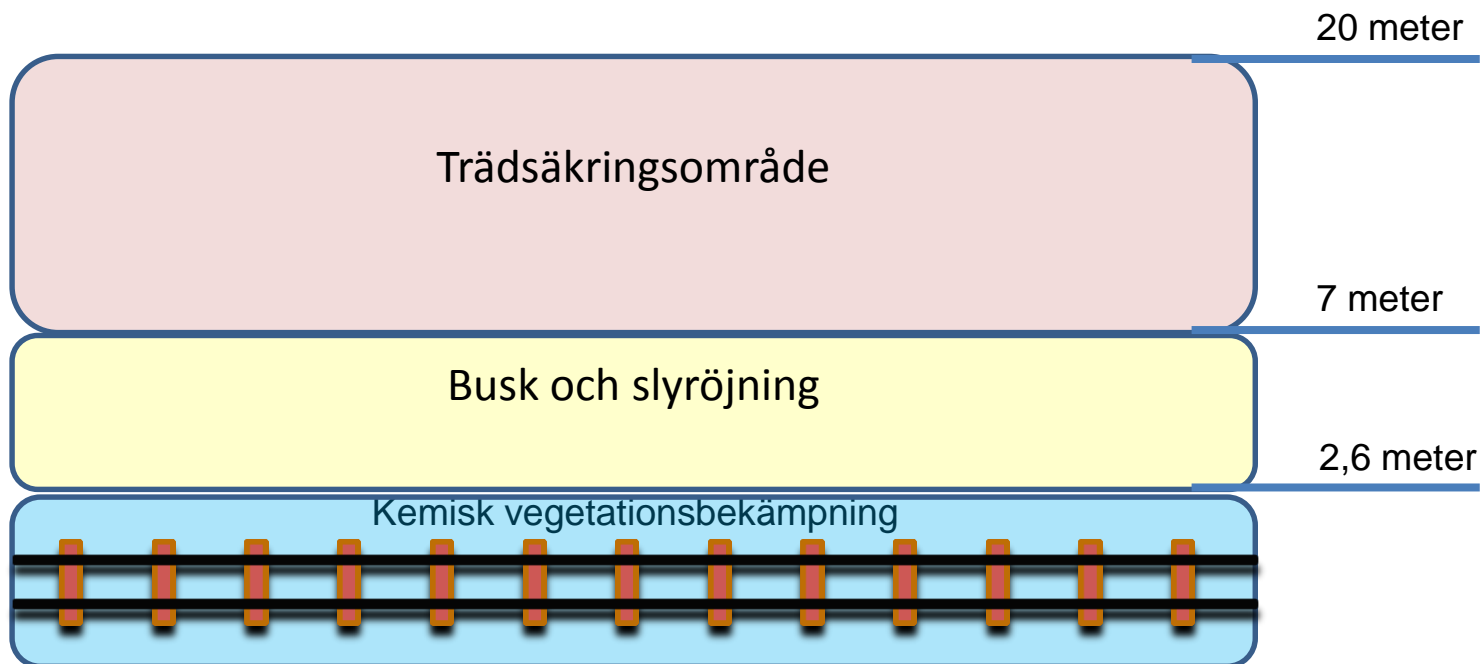 20 meter
Trädsäkringsområde
7 meter
Busk och slyröjning
2,6 meter
Kemisk vegetationsbekämpning